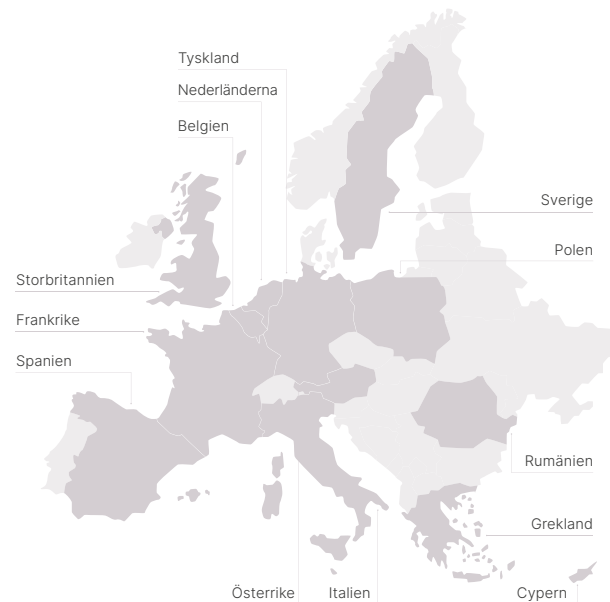 Tyskland
Nederländerna
Belgien
Sverige
Polen
Storbritannien
Frankrike
Spanien
Rumänien
Grekland
Österrike
Italien
Cypern